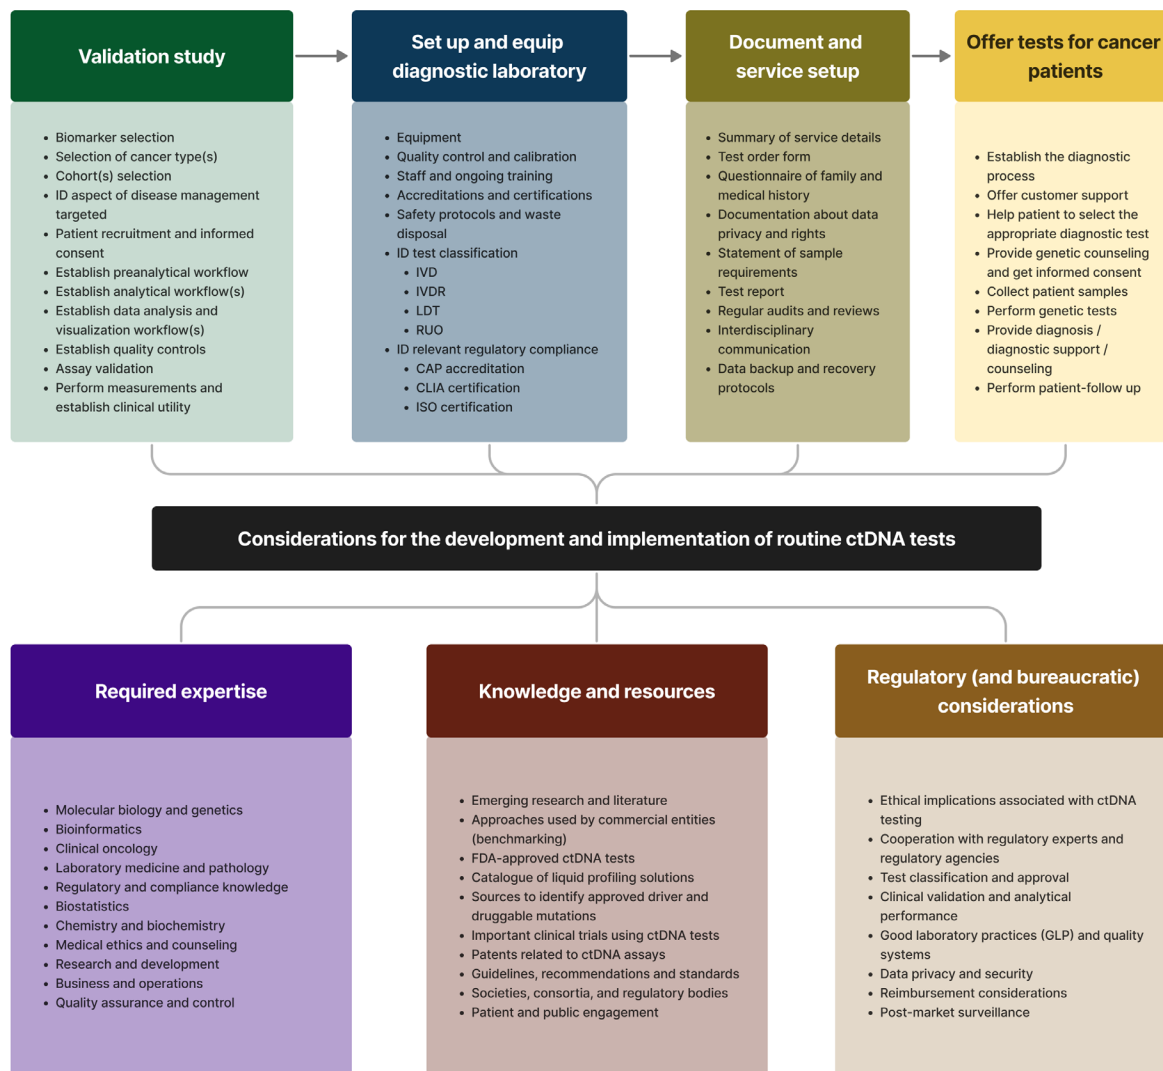 Validation study
• Biomarker selection
• Selection of cancer type(s)
• Cohort(s) selection
• ID aspect of disease management
targeted
• Patient recruitment and informed
consent
• Establish preanalytical workflow
• Establish analytical workflow(s)
• Establish data analysis and
visualization workflow(s)
• Establish quality controls
• Assay validation
• Perform measurements and
establish clinical utility
Set up and equip
diagnostic laboratory
• Equipment
• Quality control and calibration
• Staff and ongoing training
• Accreditations and certifications
• Safety protocols and waste
disposal
• ID test classification
• IVD
• IVDR
• LDT
• RUO
• ID relevant regulatory compliance
• CAP accreditation
• CLIA certification
• ISO certification
Document and
service setup
• Summary of service details
• Test order form
• Questionnaire of family and
medical history
• Documentation about data
privacy and rights
• Statement of sample
requirements
• Test report
• Regular audits and reviews
• Interdisciplinary
communication
• Data backup and recovery
protocols
Offer tests for cancer
patients
• Establish the diagnostic
process
• Offer customer support
• Help patient to select the
appropriate diagnostic test
• Provide genetic counseling
and get informed consent
• Collect patient samples
• Perform genetic tests
• Provide diagnosis /
diagnostic support /
counseling
• Perform patient-follow up
Considerations for the development and implementation of routine ctDNA tests
Required expertise
• Molecular biology and genetics
• Bioinformatics
• Clinical oncology
• Laboratory medicine and pathology
• Regulatory and compliance knowledge
• Biostatistics
• Chemistry and biochemistry
• Medical ethics and counseling
• Research and development
• Business and operations
• Quality assurance and control
Knowledge and resources
• Emerging research and literature
• Approaches used by commercial entities
(benchmarking)
• FDA-approved ctDNA tests
• Catalogue of liquid profiling solutions
• Sources to identify approved driver and
druggable mutations
• Important clinical trials using ctDNA tests
• Patents related to ctDNA assays
• Guidelines, recommendations and standards
• Societies, consortia, and regulatory bodies
• Patient and public engagement
Regulatory (and bureaucratic)
considerations
• Ethical implications associated with ctDNA
testing
• Cooperation with regulatory experts and
regulatory agencies
• Test classification and approval
• Clinical validation and analytical
performance
• Good laboratory practices (GLP) and quality
systems
• Data privacy and security
• Reimbursement considerations
• Post-market surveillance